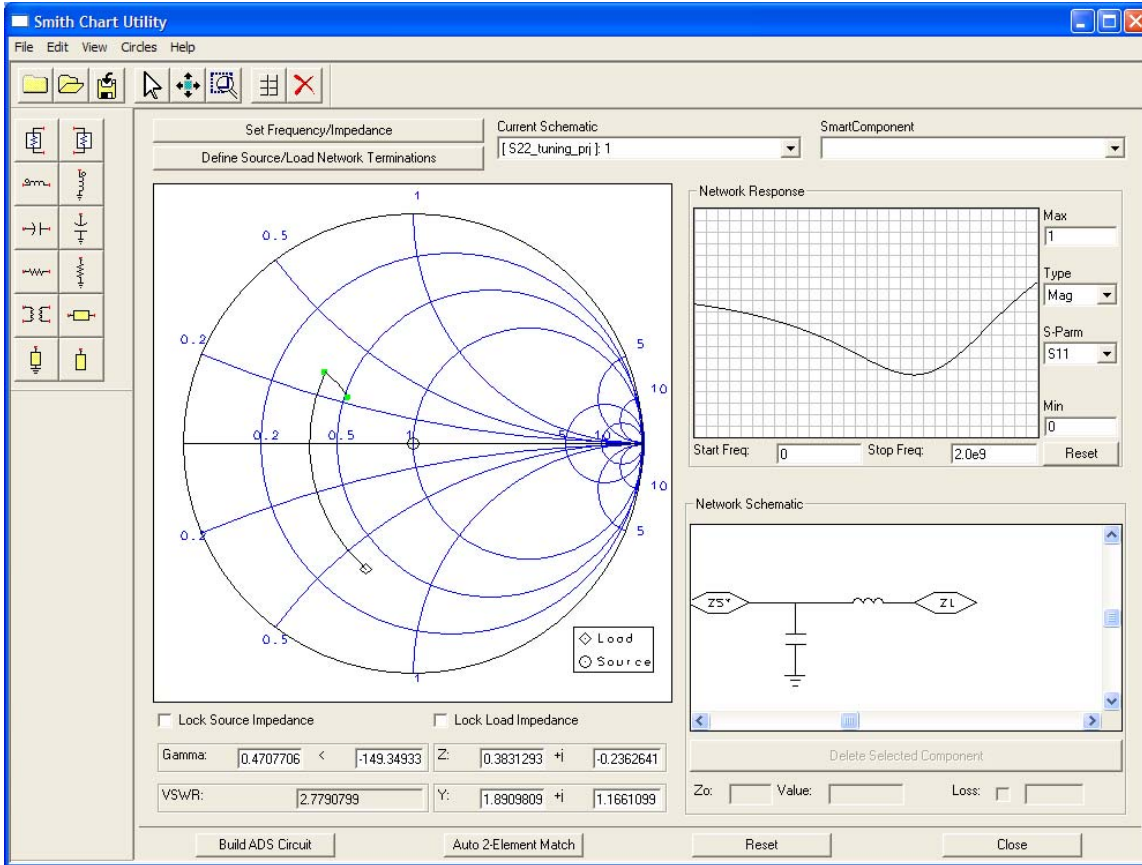 Smith Chart Utility
File Edit View Circles Help
Set Frequency/Impedance
Define Source/Load Network Terminations
Current Schematic
[ S22_tuning_prj ]: 1
SmartComponent
1
0.5
0.2
0.2 0.5 1 5 10
5
10
10
5
0.2
0.5
1
Load
Source
Network Response
Max
1
Type
Mag
S-Parm
S11
Min
0
Start Freq: 0 Stop Freq: 2.0e9 Reset
Network Schematic
ZS* ZL
Lock Source Impedance Lock Load Impedance
Gamma: 0.4707706 < -149.34933 Z: 0.3831293 +j -0.2362641
VSWR: 2.7790799 Y: 1.8909809 +j 1.1661099
Delete Selected Component
Zo: Value: Loss:
Build ADS Circuit Auto 2-Element Match Reset Close